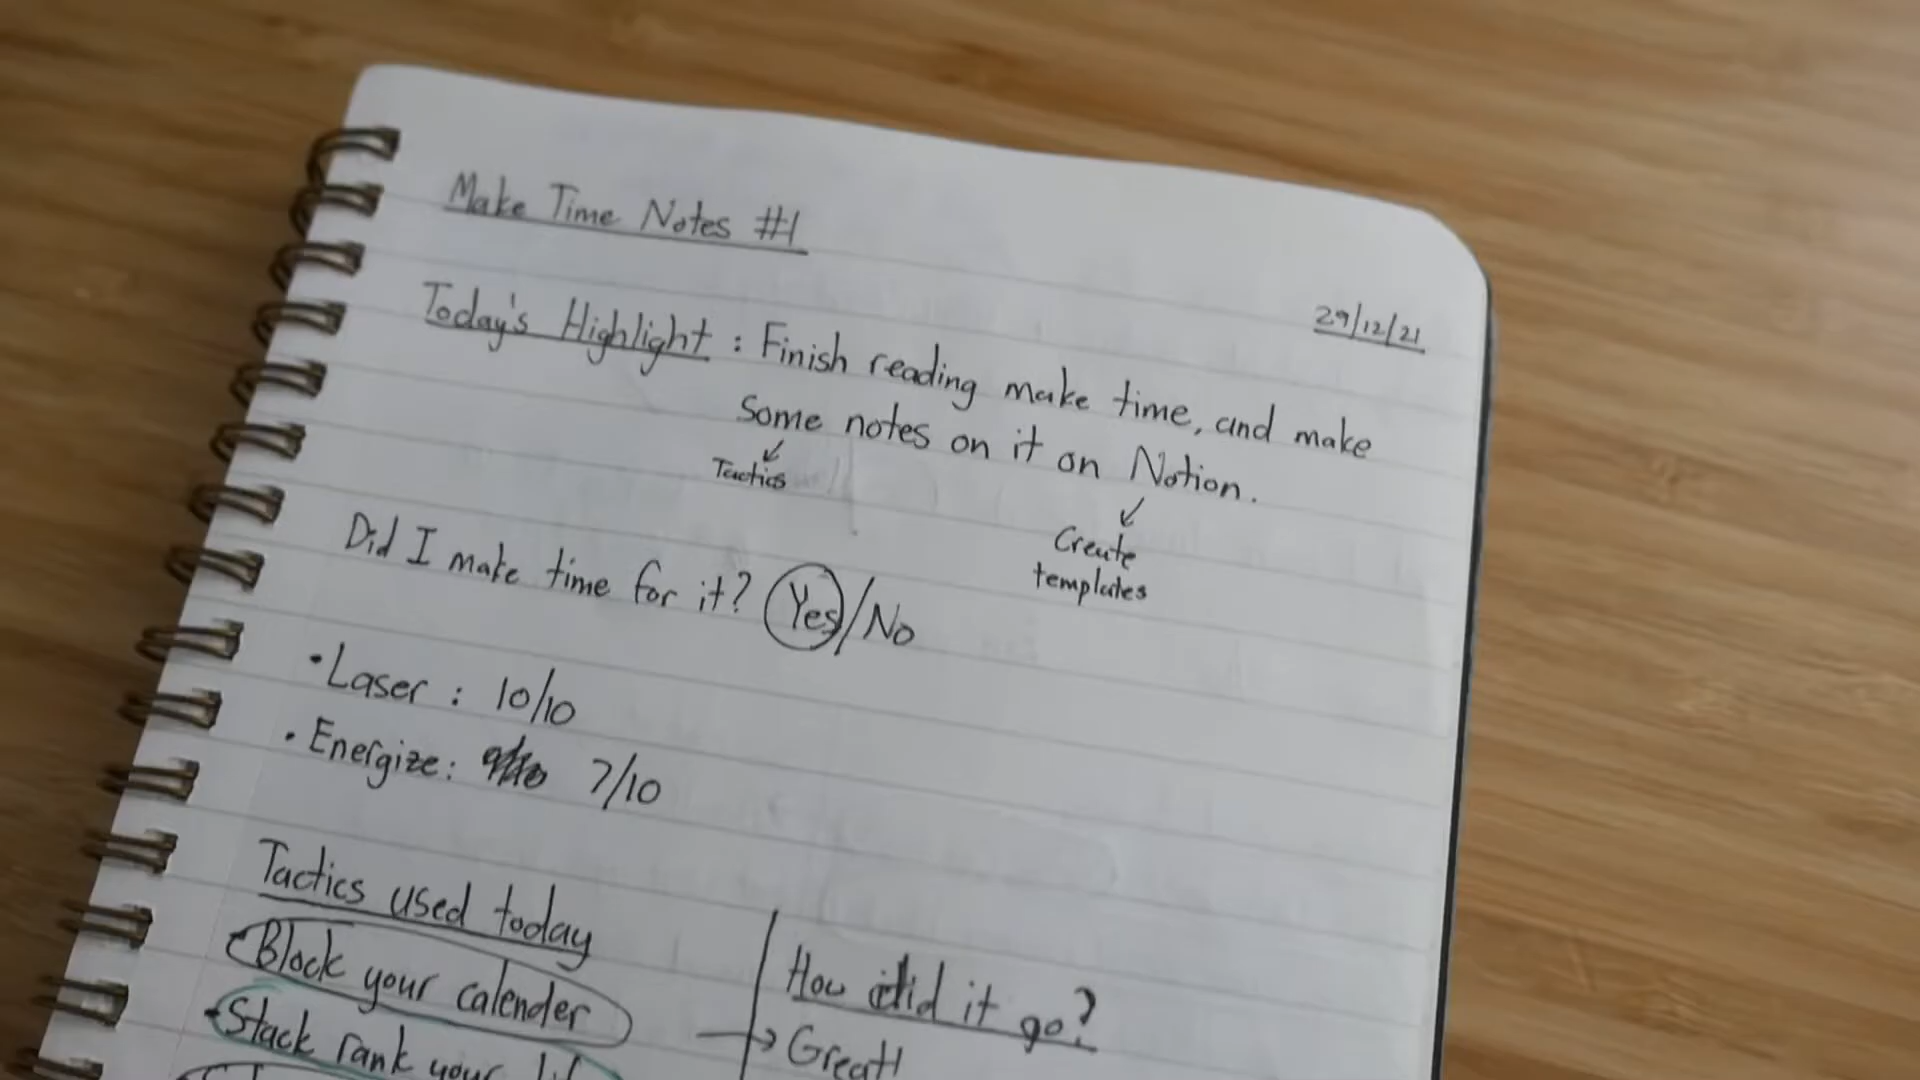 Make Time Notes #1
29/12/21
Today's Highlight : Finish reading make time, and make
some notes on it on Notion.
Tactics
Create
templates
Did I make time for it? Yes/No
• Laser : 10/10
• Energize: 7/10
Tactics used today
How did it go?
- Block your calender
→ Great!
- Stack rank your